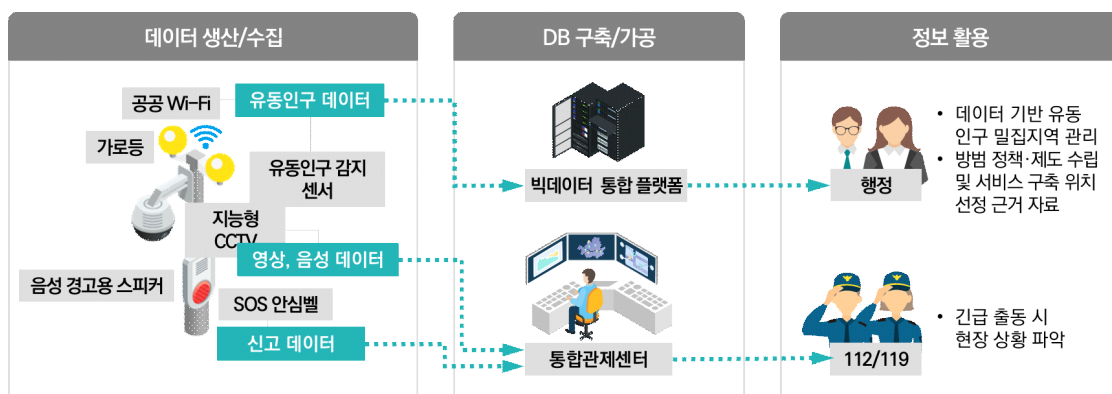 데이터 생산/수집
공공 Wi-Fi
유동인구 데이터
가로등
유동인구 감지
센서
지능형
CCTV
영상, 음성 데이터
음성 경고용 스피커
SOS 안심벨
신고 데이터
DB 구축/가공
빅데이터 통합 플랫폼
통합관제센터
정보 활용
행정
• 데이터 기반 유동
인구 밀집지역 관리
• 방범 정책·제도 수립
및 서비스 구축 위치
선정 근거 자료
112/119
• 긴급 출동 시
현장 상황 파악